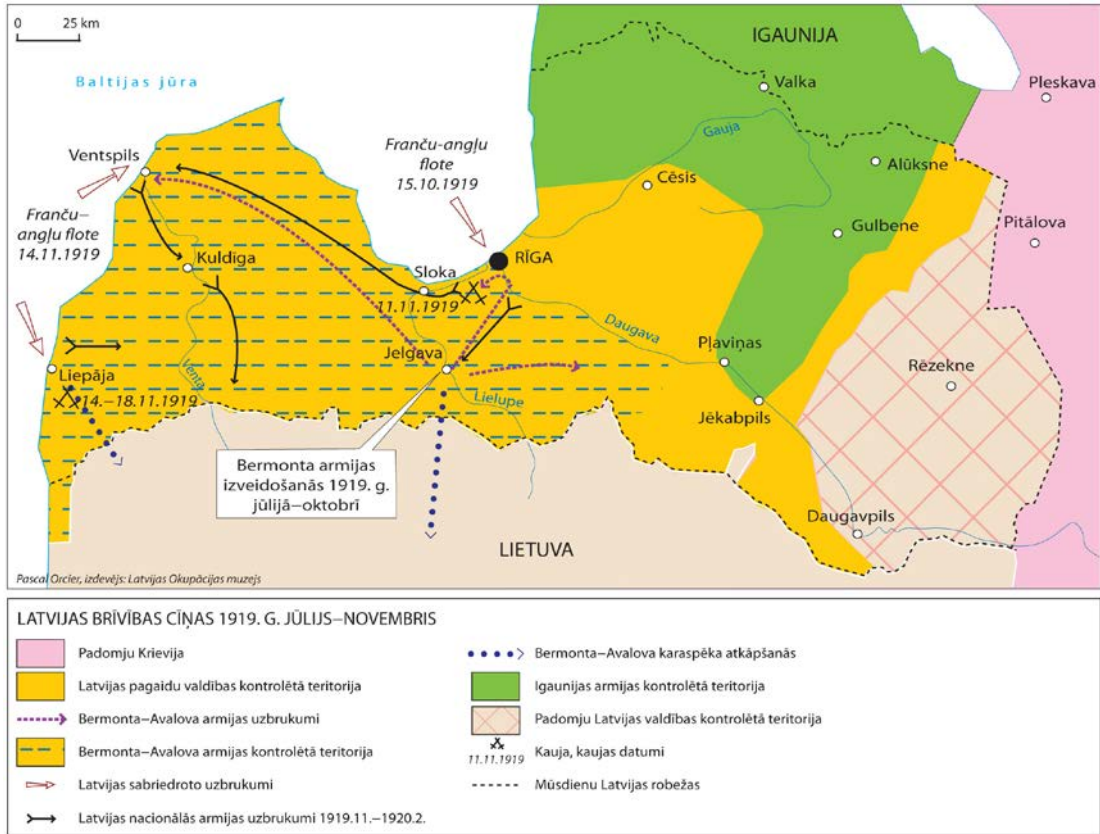 0 25 km
IGAUNIJA
Baltijas jūra
Valka
Pleskava
Gauja
Franču-angļu
flote
15.10.1919
Ventspils
Alūksne
Cēsis
Franču–
angļu flote
14.11.1919
Gulbene
Pitālova
Kuldīga
Sloka
RĪGA
11.11.1919
Daugava
Pļaviņas
Jelgava
Liepāja
Venta
Rēzekne
14.–18.11.1919
Lielupe
Jēkabpils
Bermonta armijas
izveidošanās 1919. g.
jūlijā–oktobrī
Daugavpils
LIETUVA
Pascal Orcier, izdevējs: Latvijas Okupācijas muzejs
LATVIJAS BRĪVĪBAS CĪŅAS 1919. G. JŪLIJS–NOVEMBRIS
Padomju Krievija
Latvijas pagaidu valdības kontrolētā teritorija
Bermonta–Avalova armijas uzbrukumi
Bermonta–Avalova armijas kontrolētā teritorija
Latvijas sabriedroto uzbrukumi
Latvijas nacionālās armijas uzbrukumi 1919.11.–1920.2.
Bermonta–Avalova karaspēka atkāpšanās
Igaunijas armijas kontrolētā teritorija
Padomju Latvijas valdības kontrolētā teritorija
11.11.1919 Kauja, kaujas datumi
Mūsdienu Latvijas robežas